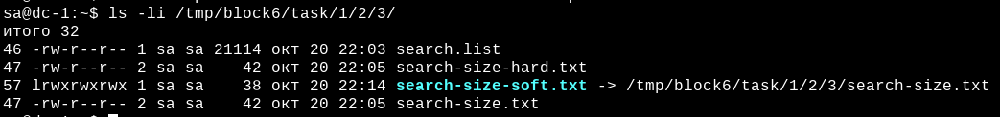 sa@dc-1:~$ ls -li /tmp/block6/task/1/2/3/
итого 32
46 -rw-r--r-- 1 sa sa 21114 окт 20 22:03 search.list
47 -rw-r--r-- 2 sa sa    42 окт 20 22:05 search-size-hard.txt
57 lrwxrwxrwx 1 sa sa    38 окт 20 22:14 search-size-soft.txt -> /tmp/block6/task/1/2/3/search-size.txt
47 -rw-r--r-- 2 sa sa    42 окт 20 22:05 search-size.txt